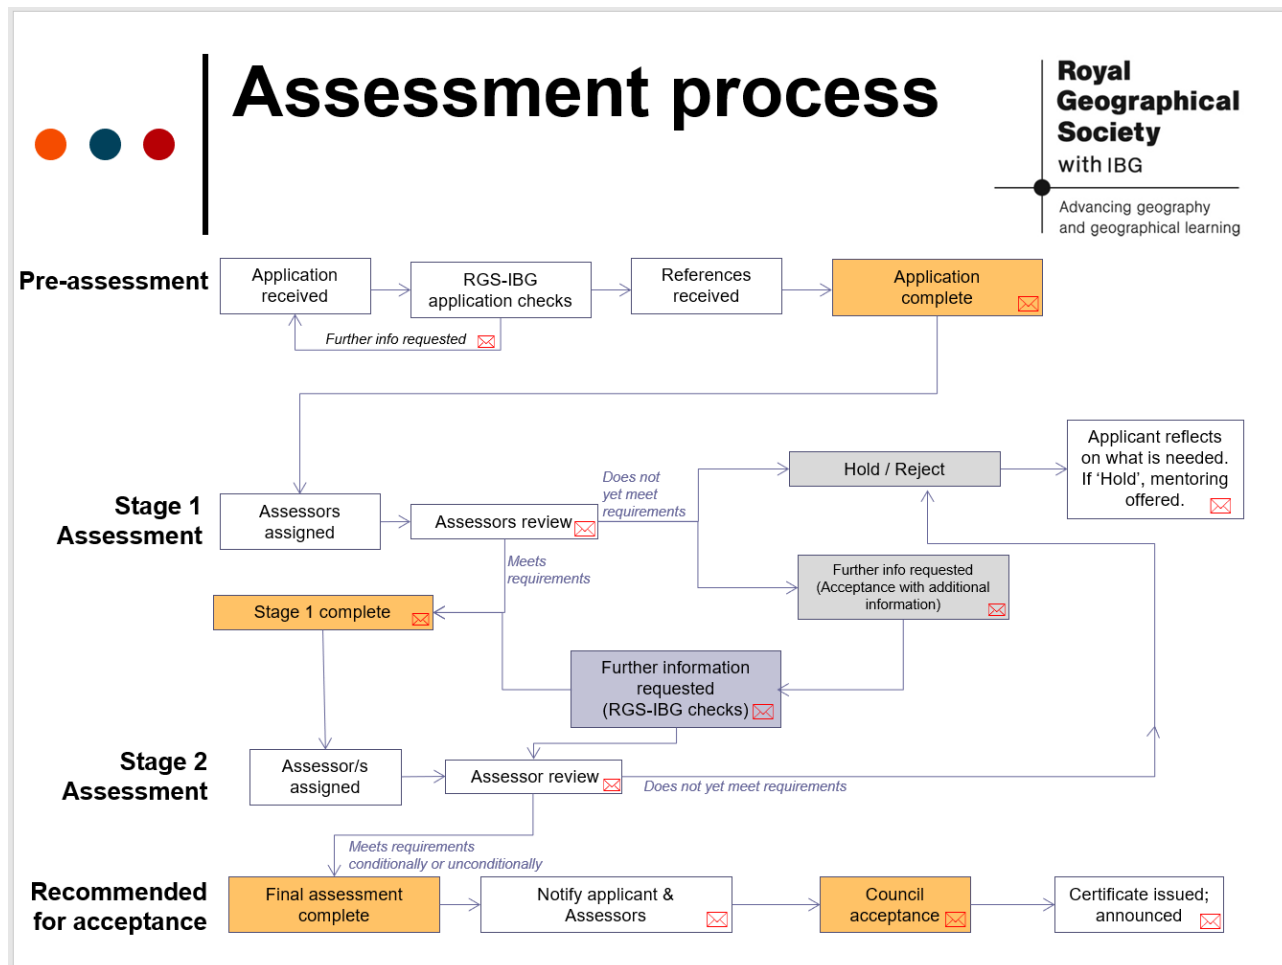 Assessment process
Royal
Geographical
Society
with IBG
Advancing geography
and geographical learning
Pre-assessment
Application
received
RGS-IBG
application checks
References
received
Application
complete
Further info requested
Stage 1
Assessment
Assessors
assigned
Assessors review
Does not
yet meet
requirements
Hold / Reject
Applicant reflects
on what is needed.
If ‘Hold’, mentoring
offered.
Meets
requirements
Further info requested
(Acceptance with additional
information)
Stage 1 complete
Further information
requested
(RGS-IBG checks)
Stage 2
Assessment
Assessor/s
assigned
Assessor review
Does not yet meet requirements
Meets requirements
conditionally or unconditionally
Recommended
for acceptance
Final assessment
complete
Notify applicant &
Assessors
Council
acceptance
Certificate issued;
announced